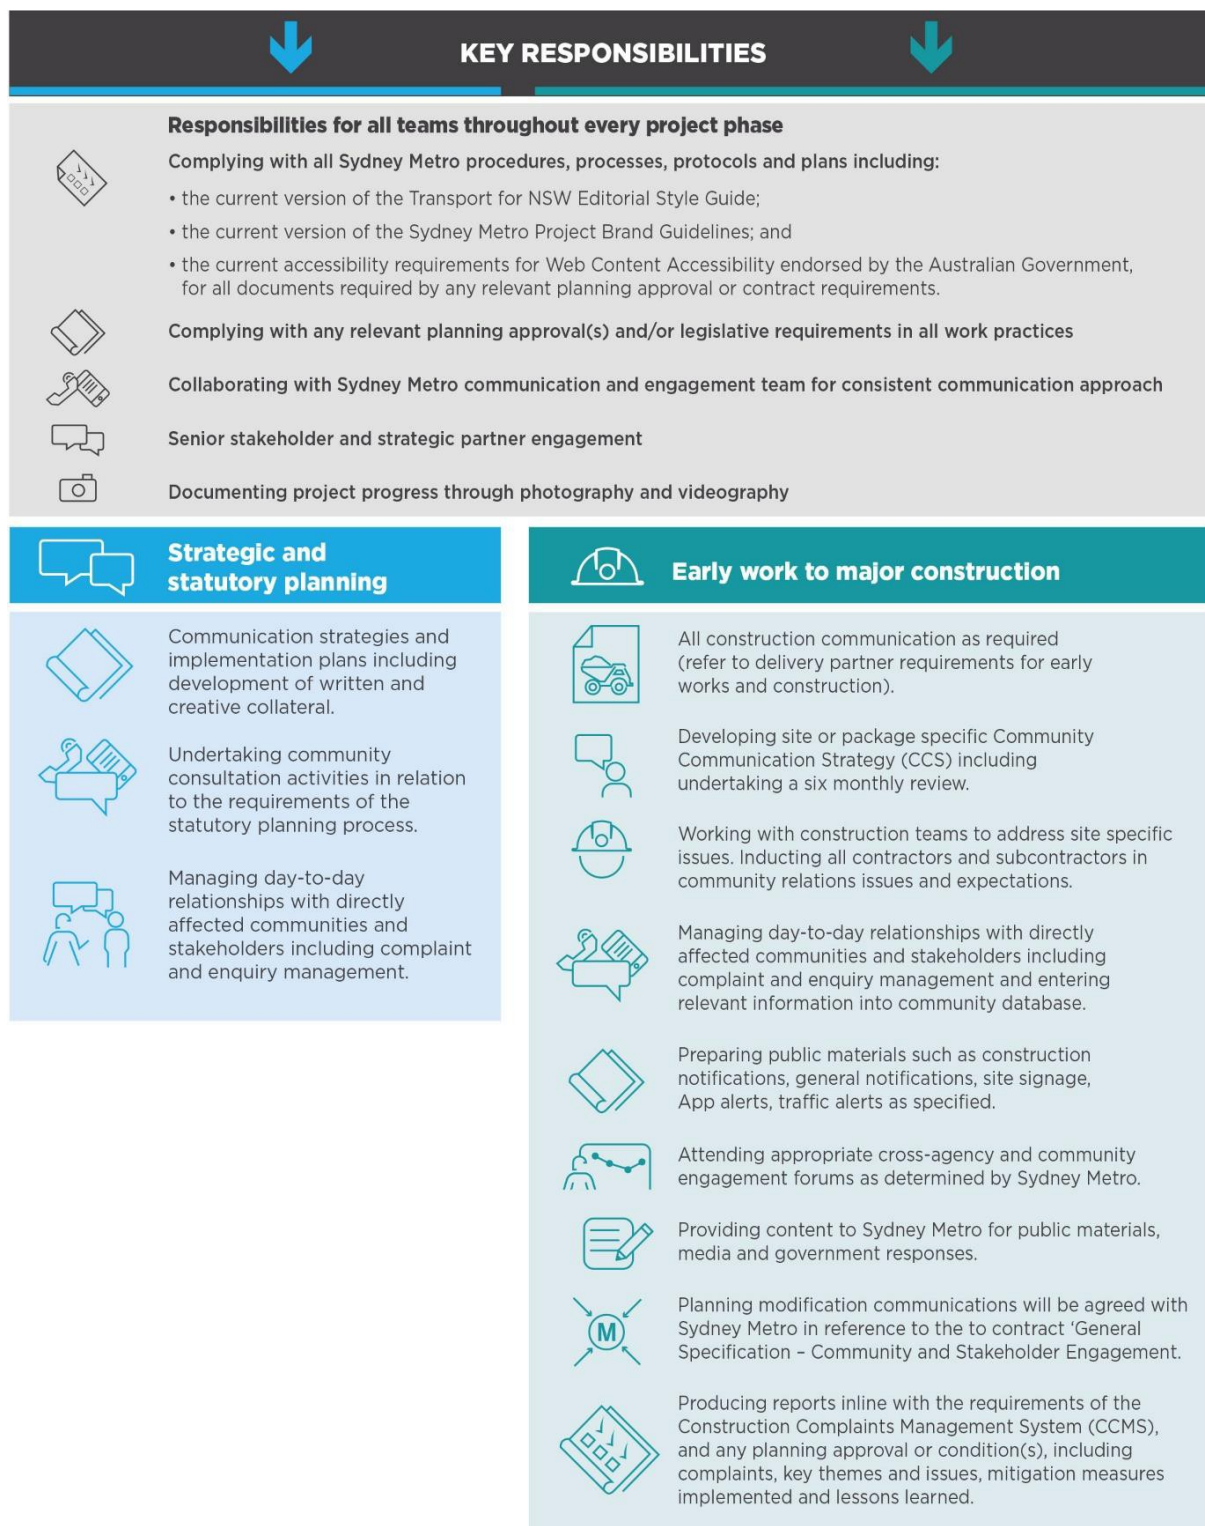 KEY RESPONSIBILITIES
Responsibilities for all teams throughout every project phase
Complying with all Sydney Metro procedures, processes, protocols and plans including:
• the current version of the Transport for NSW Editorial Style Guide;
• the current version of the Sydney Metro Project Brand Guidelines; and
• the current accessibility requirements for Web Content Accessibility endorsed by the Australian Government,
for all documents required by any relevant planning approval or contract requirements.
Complying with any relevant planning approval(s) and/or legislative requirements in all work practices
Collaborating with Sydney Metro communication and engagement team for consistent communication approach
Senior stakeholder and strategic partner engagement
Documenting project progress through photography and videography
Strategic and
statutory planning
Communication strategies and
implementation plans including
development of written and
creative collateral.
Undertaking community
consultation activities in relation
to the requirements of the
statutory planning process.
Managing day-to-day
relationships with directly
affected communities and
stakeholders including complaint
and enquiry management.
Early work to major construction
All construction communication as required
(refer to delivery partner requirements for early
works and construction).
Developing site or package specific Community
Communication Strategy (CCS) including
undertaking a six monthly review.
Working with construction teams to address site specific
issues. Inducting all contractors and subcontractors in
community relations issues and expectations.
Managing day-to-day relationships with directly
affected communities and stakeholders including
complaint and enquiry management and entering
relevant information into community database.
Preparing public materials such as construction
notifications, general notifications, site signage,
App alerts, traffic alerts as specified.
Attending appropriate cross-agency and community
engagement forums as determined by Sydney Metro.
Providing content to Sydney Metro for public materials,
media and government responses.
M
Planning modification communications will be agreed with
Sydney Metro in reference to the to contract ‘General
Specification – Community and Stakeholder Engagement.
Producing reports inline with the requirements of the
Construction Complaints Management System (CCMS),
and any planning approval or condition(s), including
complaints, key themes and issues, mitigation measures
implemented and lessons learned.